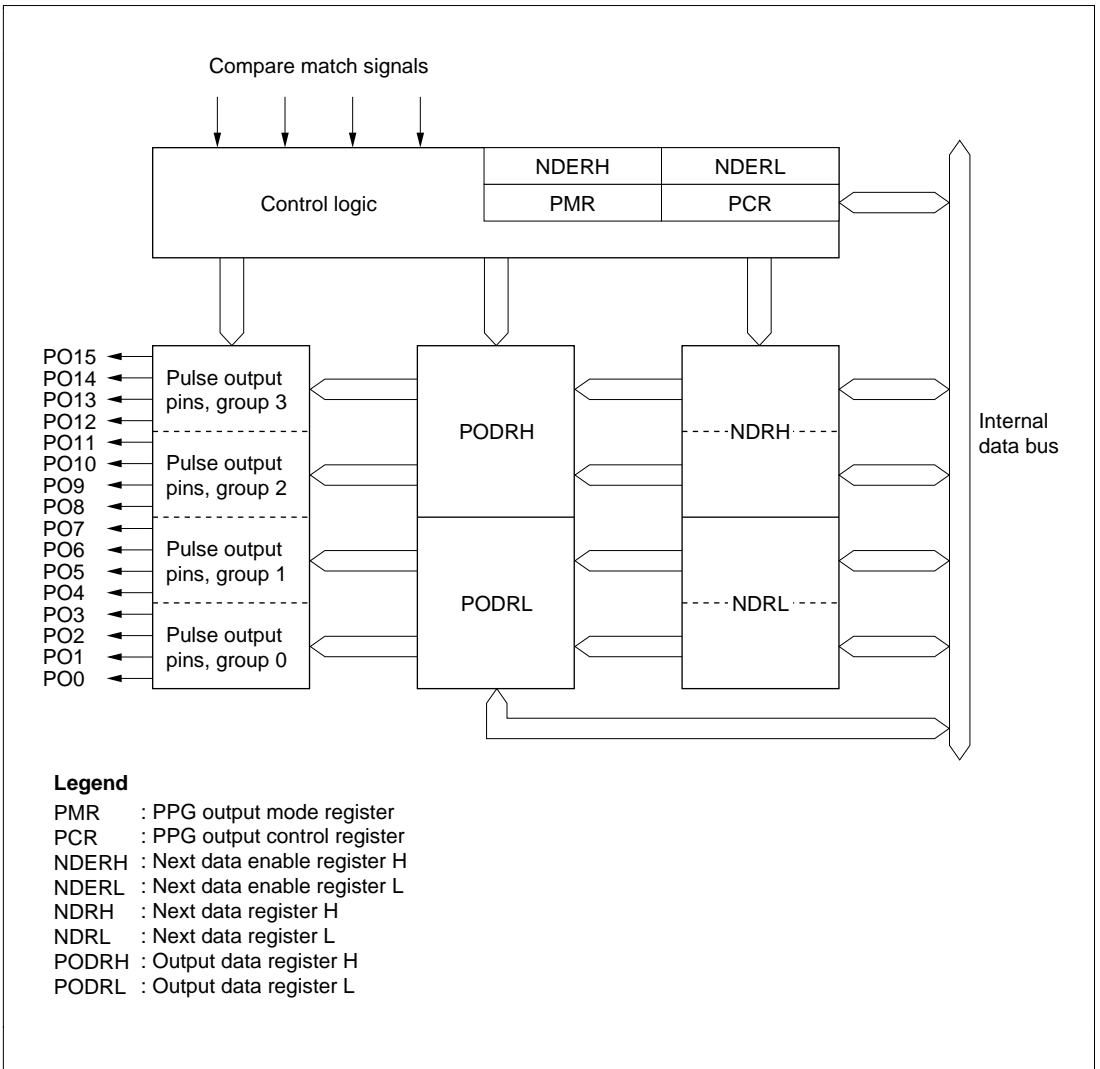 Compare match signals
NDERH NDERL
Control logic PMR PCR
PO15
PO14
PO13
PO12
PO11
PO10
PO9
PO8
PO7
PO6
PO5
PO4
PO3
PO2
PO1
PO0
Pulse output
pins, group 3
Pulse output
pins, group 2
Pulse output
pins, group 1
Pulse output
pins, group 0
PODRH
PODRL
NDRH
NDRL
Internal
data bus
Legend
PMR : PPG output mode register
PCR : PPG output control register
NDERH : Next data enable register H
NDERL : Next data enable register L
NDRH : Next data register H
NDRL : Next data register L
PODRH : Output data register H
PODRL : Output data register L